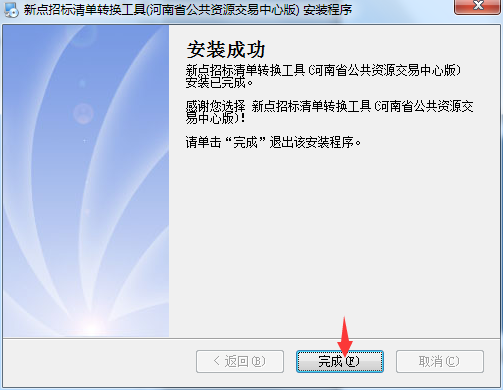 新点招标清单转换工具(河南省公共资源交易中心版) 安装程序
安装成功
新点招标清单转换工具(河南省公共资源交易中心版)
安装已完成。
感谢您选择 新点招标清单转换工具(河南省公共资源交
易中心版)!
请单击“完成”退出该安装程序。
< 返回(B)
完成(F)
取消(C)